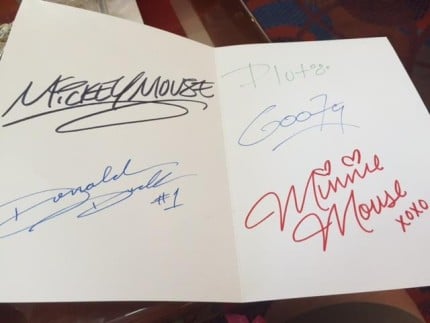 Mickey Mouse
Donald
Duck
#1
Pluto
Goofy
Minnie
Mouse
xoxo